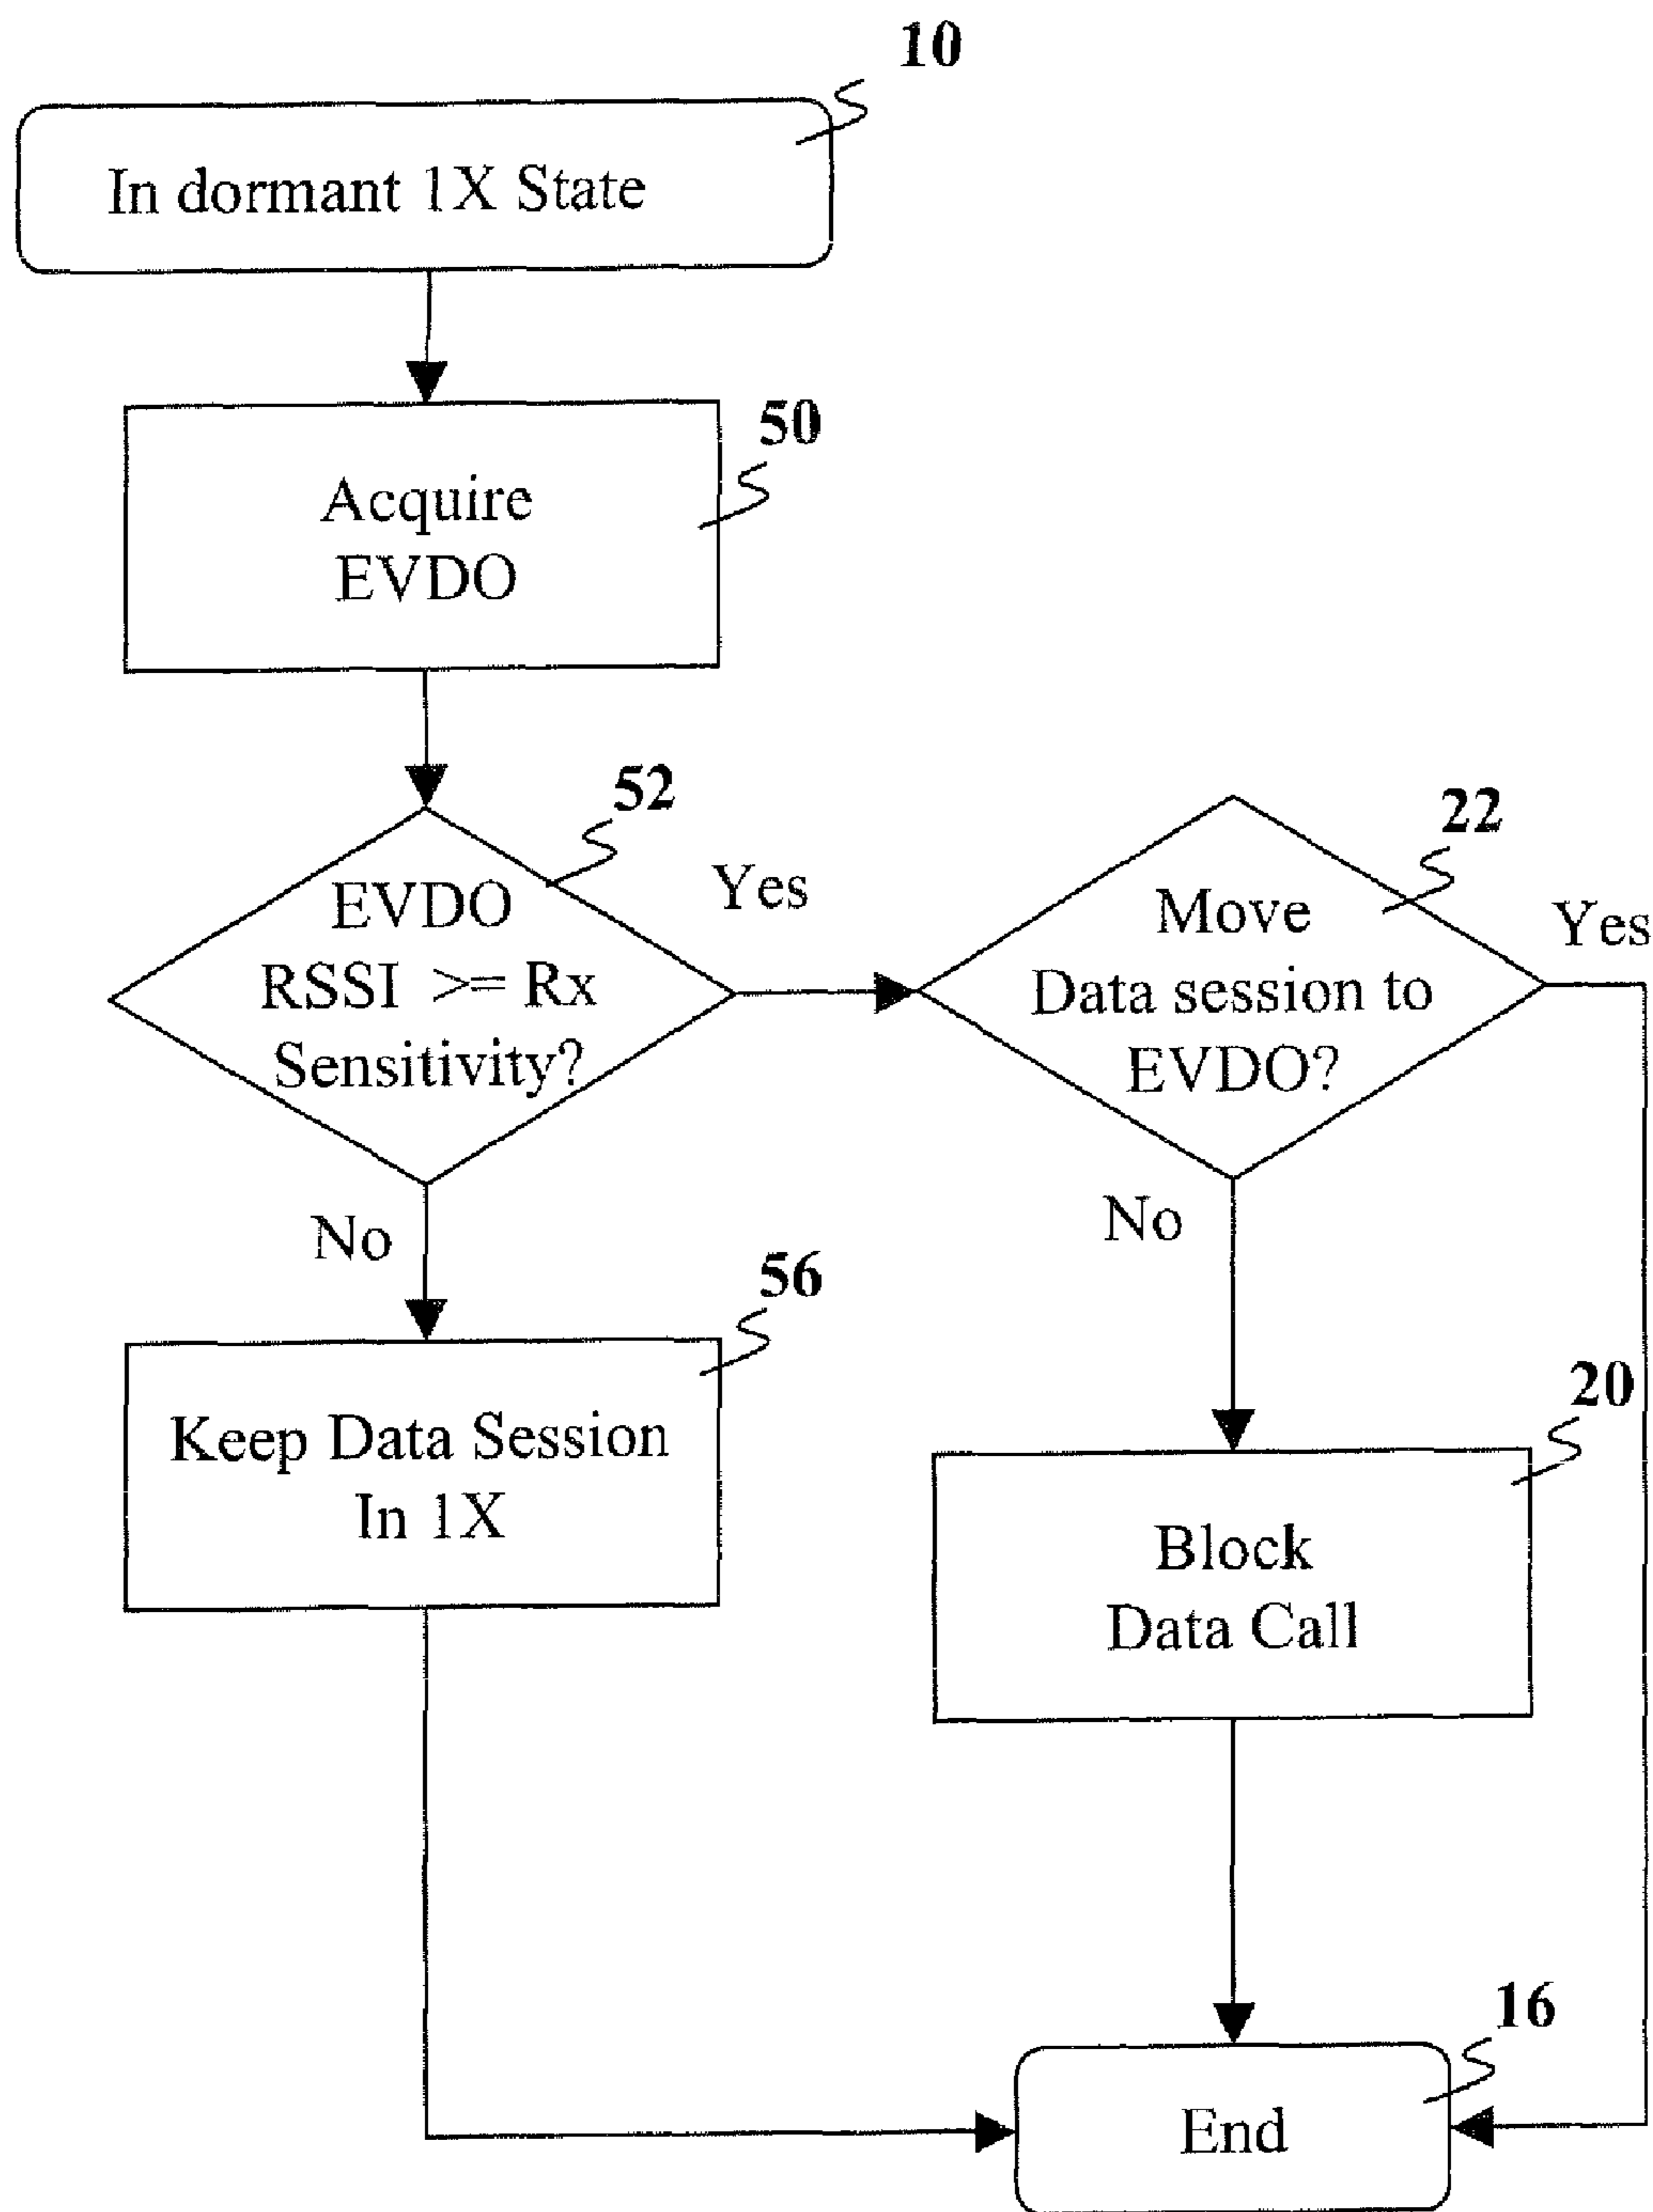 10
In dormant 1X State
50
Acquire
EVDO
52
EVDO
RSSI >= Rx
Sensitivity?
Yes
22
Move
Data session to
EVDO?
Yes
No
No
56
Keep Data Session
In 1X
20
Block
Data Call
16
End